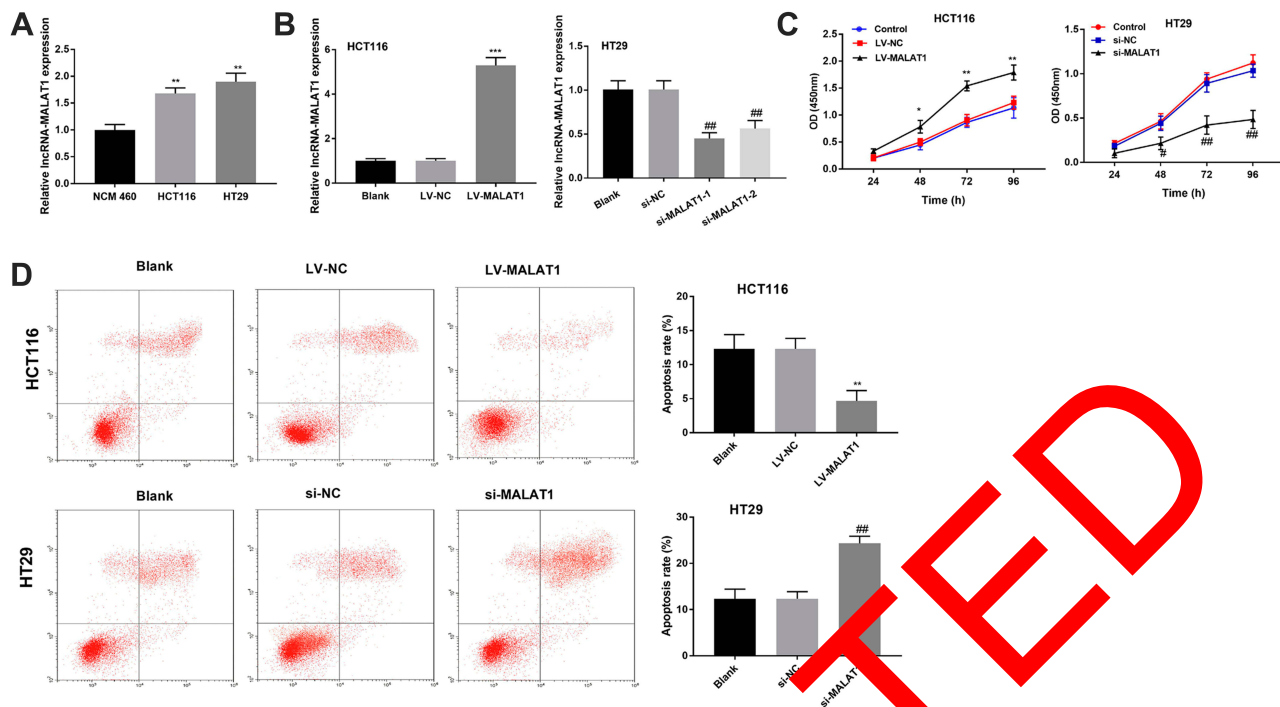 A
Relative lncRNA-MALAT1 expression
2.5
2.0
1.5
1.0
0.5
0.0
**
**
NCM 460
HCT116
HT29
B
HCT116
Relative lncRNA-MALAT1 expression
6
4
2
0
***
Blank
LV-NC
LV-MALAT1
HT29
Relative lncRNA-MALAT1 expression
1.5
1.0
0.5
0.0
##
##
Blank
si-NC
si-MALAT1-1
si-MALAT1-2
C
HCT116
Control
LV-NC
LV-MALAT1
OD (450nm)
2.0
1.5
1.0
0.5
0.0
*
**
**
24
48
72
96
Time (h)
HT29
Control
si-NC
si-MALAT1
OD (450nm)
1.5
1.0
0.5
0.0
#
##
##
24
48
72
96
Time (h)
D
Blank
LV-NC
LV-MALAT1
HCT116
Blank
si-NC
si-MALAT1
HT29
HCT116
Apoptosis rate (%)
20
15
10
5
0
**
Blank
LV-NC
LV-MALAT1
HT29
Apoptosis rate (%)
30
20
10
0
##
Blank
si-NC
si-MALAT1
TED